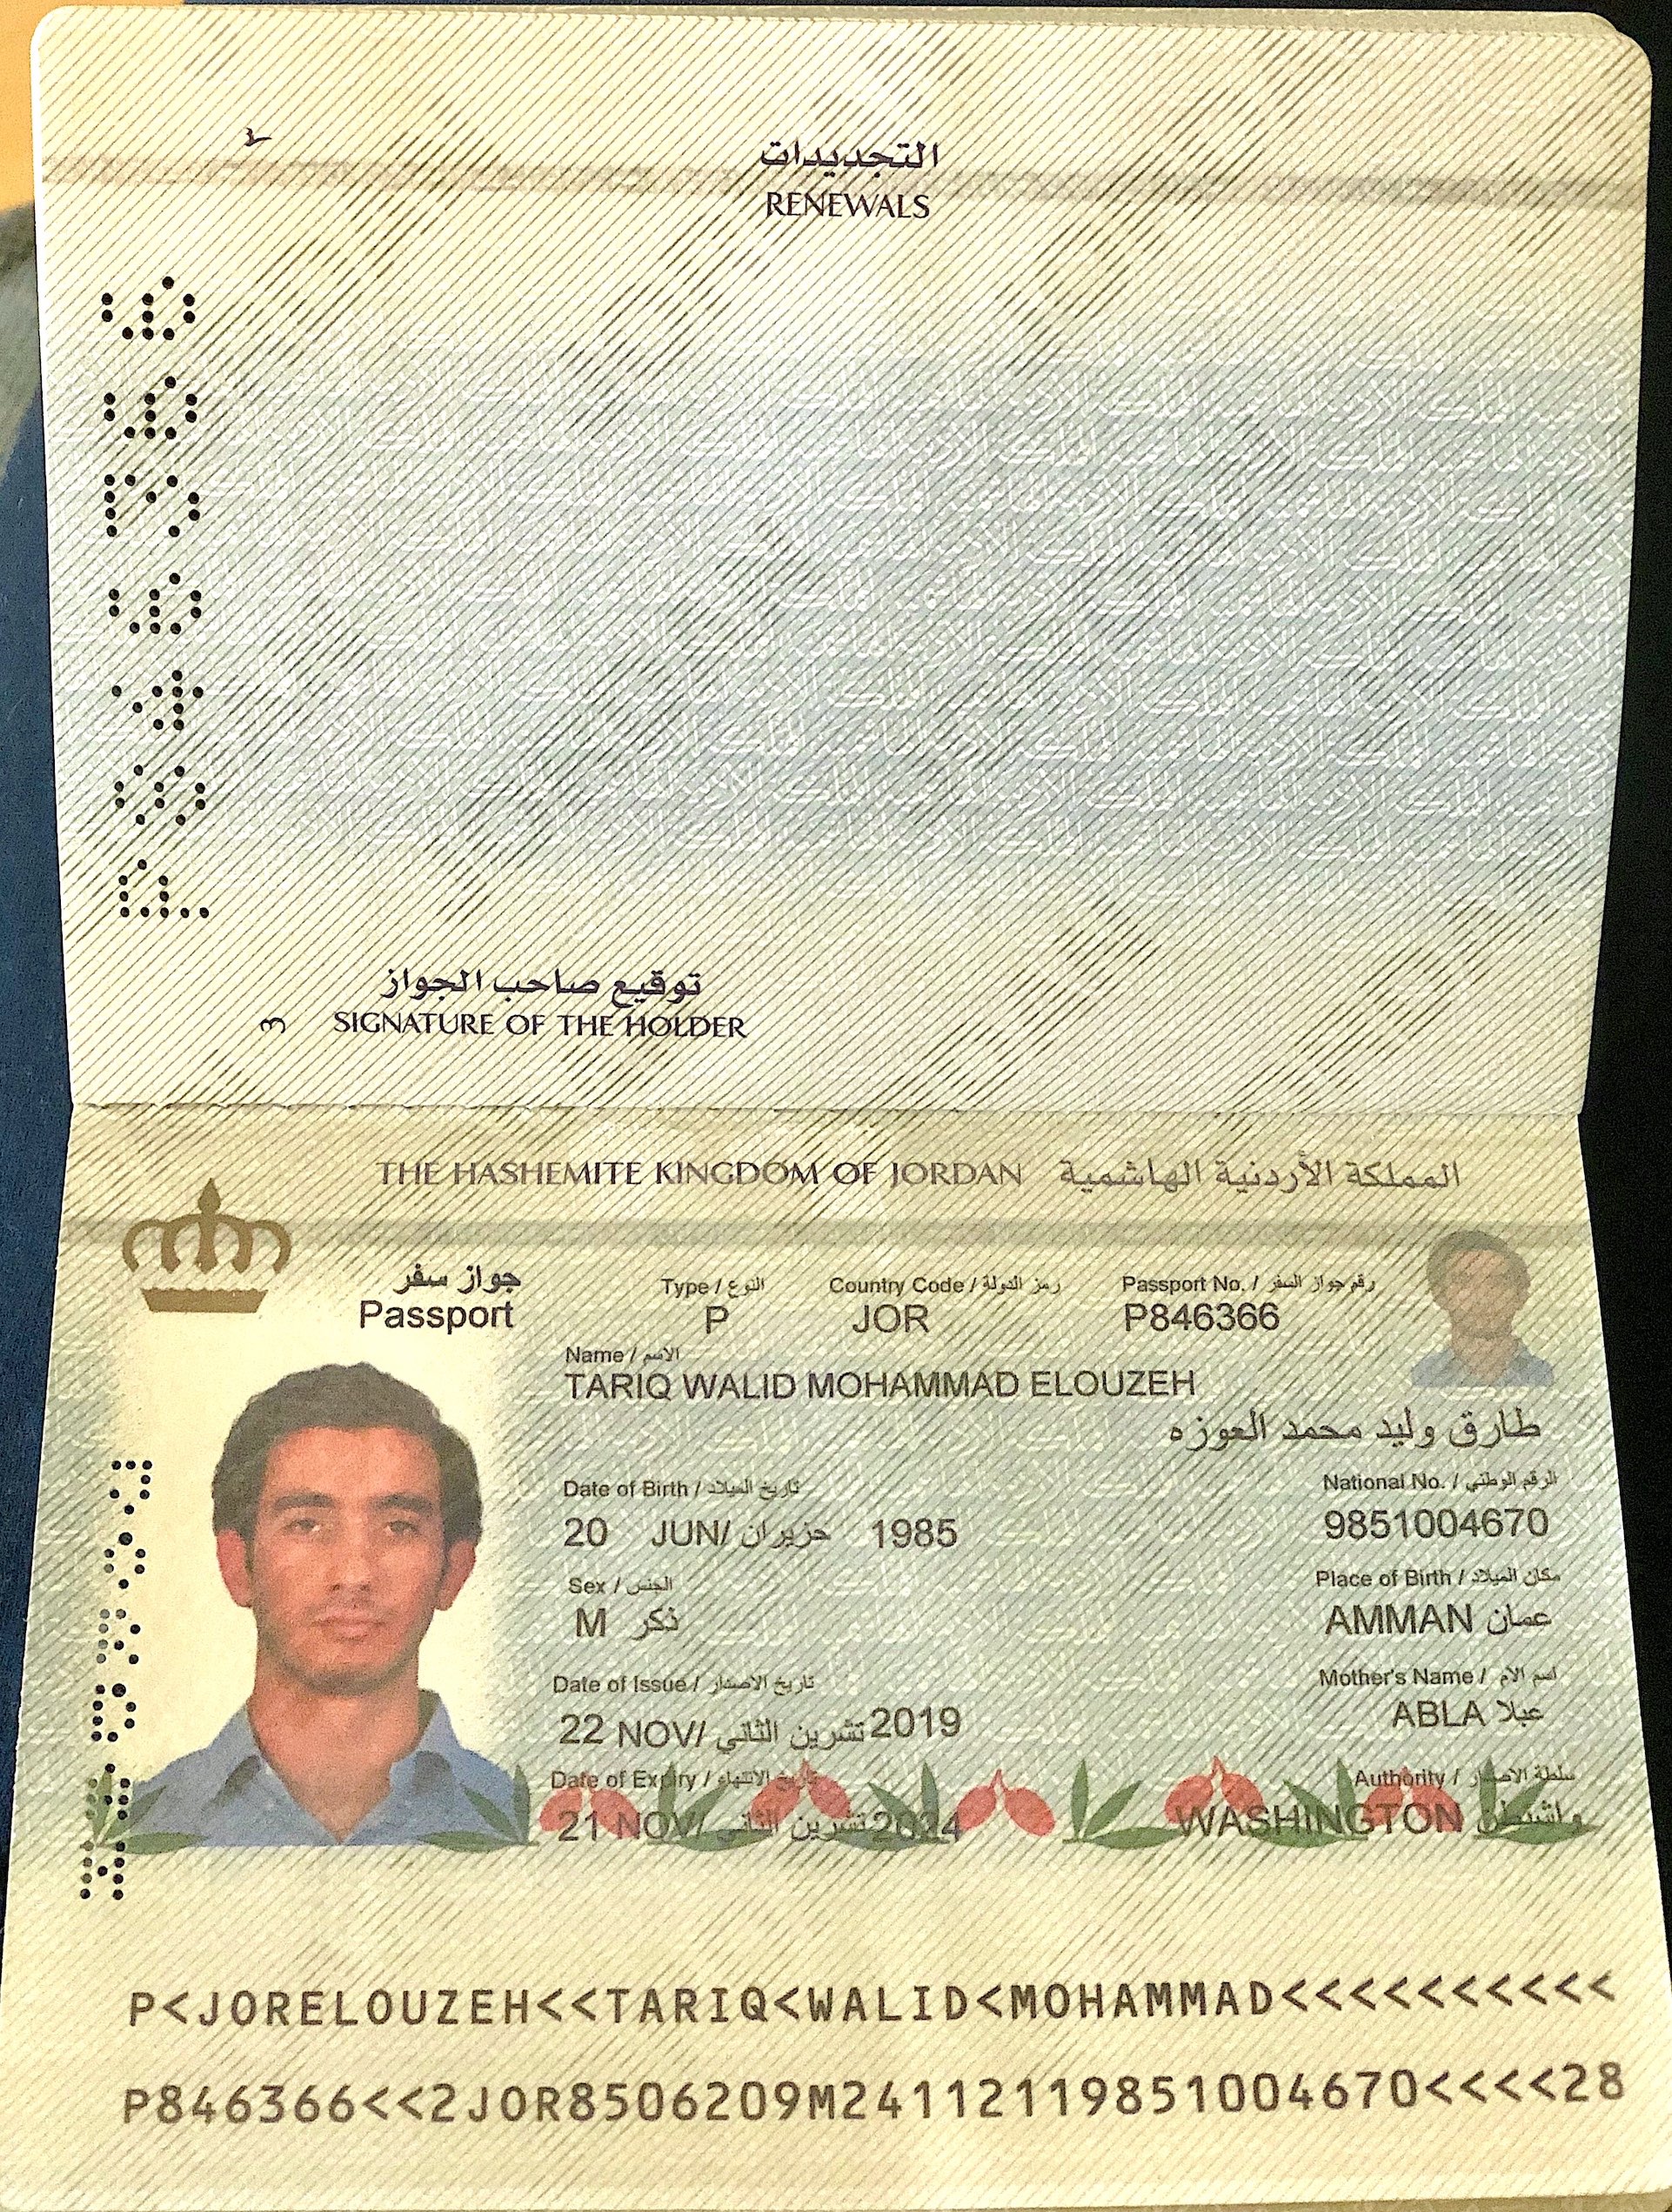 التجديدات
RENEWALS
P846366
توقيع صاحب الجواز
SIGNATURE OF THE HOLDER
3
THE HASHEMITE KINGDOM OF JORDAN المملكة الأردنية الهاشمية
جواز سفر
Passport
Type / النوع
P
Country Code / رمز الدولة
JOR
Passport No. / رقم جواز السفر
P846366
Name / الاسم
TARIQ WALID MOHAMMAD ELOUZEH
طارق وليد محمد العوزه
Date of Birth / تاريخ الميلاد
20 JUN/ حزيران 1985
National No. / الرقم الوطني
9851004670
Sex / الجنس
M ذكر
Place of Birth / مكان الميلاد
AMMAN عمان
Date of Issue / تاريخ الاصدار
22 NOV/ تشرين الثاني 2019
Mother's Name / اسم الأم
ABLA عبلا
Date of Expiry / تاريخ الانتهاء
21 NOV/ تشرين الثاني 2024
Authority / سلطة الاصدار
WASHINGTON واشنطن
JORDAN
P<JORELOUZEH<<TARIQ<WALID<MOHAMMAD<<<<<<<<<<
P846366<<2JOR8506209M24112119851004670<<<<28